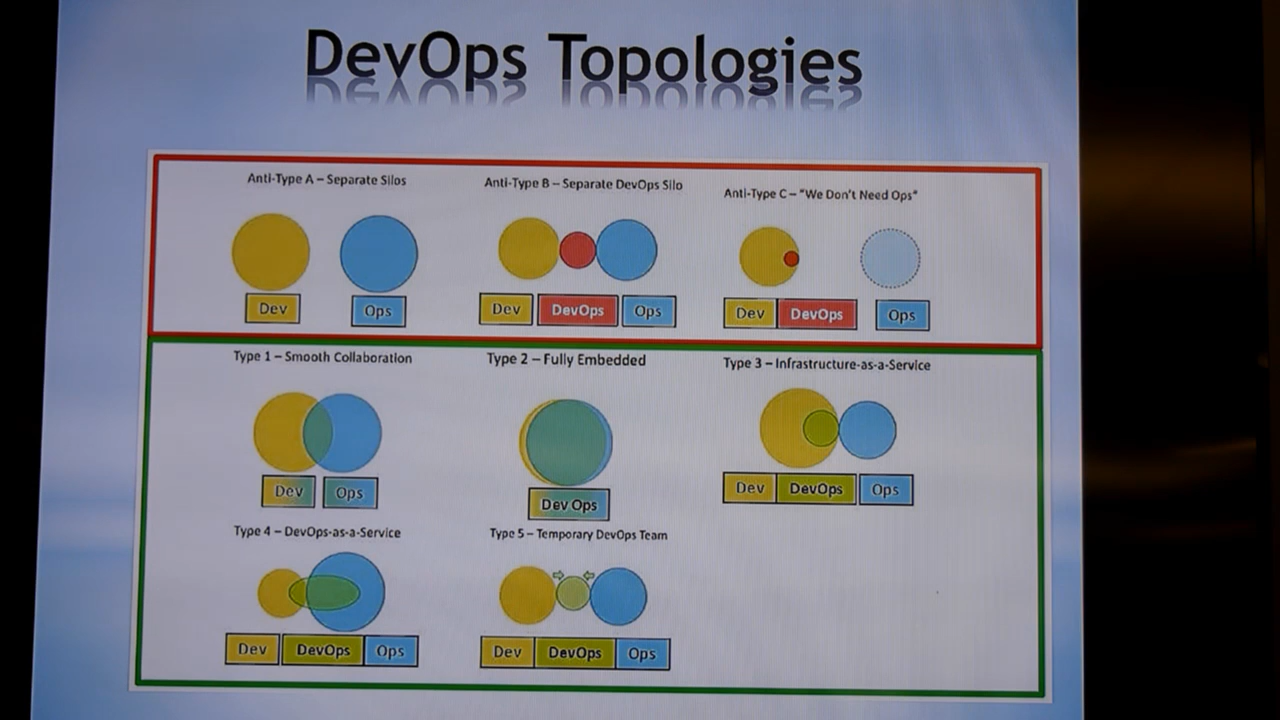 DevOps Topologies
Anti-Type A – Separate Silos
Dev
Ops
Anti-Type B – Separate DevOps Silo
Dev
DevOps
Ops
Anti-Type C – "We Don't Need Ops"
Dev
DevOps
Ops
Type 1 – Smooth Collaboration
Dev
Ops
Type 2 – Fully Embedded
Dev Ops
Type 3 – Infrastructure-as-a-Service
Dev
DevOps
Ops
Type 4 – DevOps-as-a-Service
Dev
DevOps
Ops
Type 5 – Temporary DevOps Team
Dev
DevOps
Ops